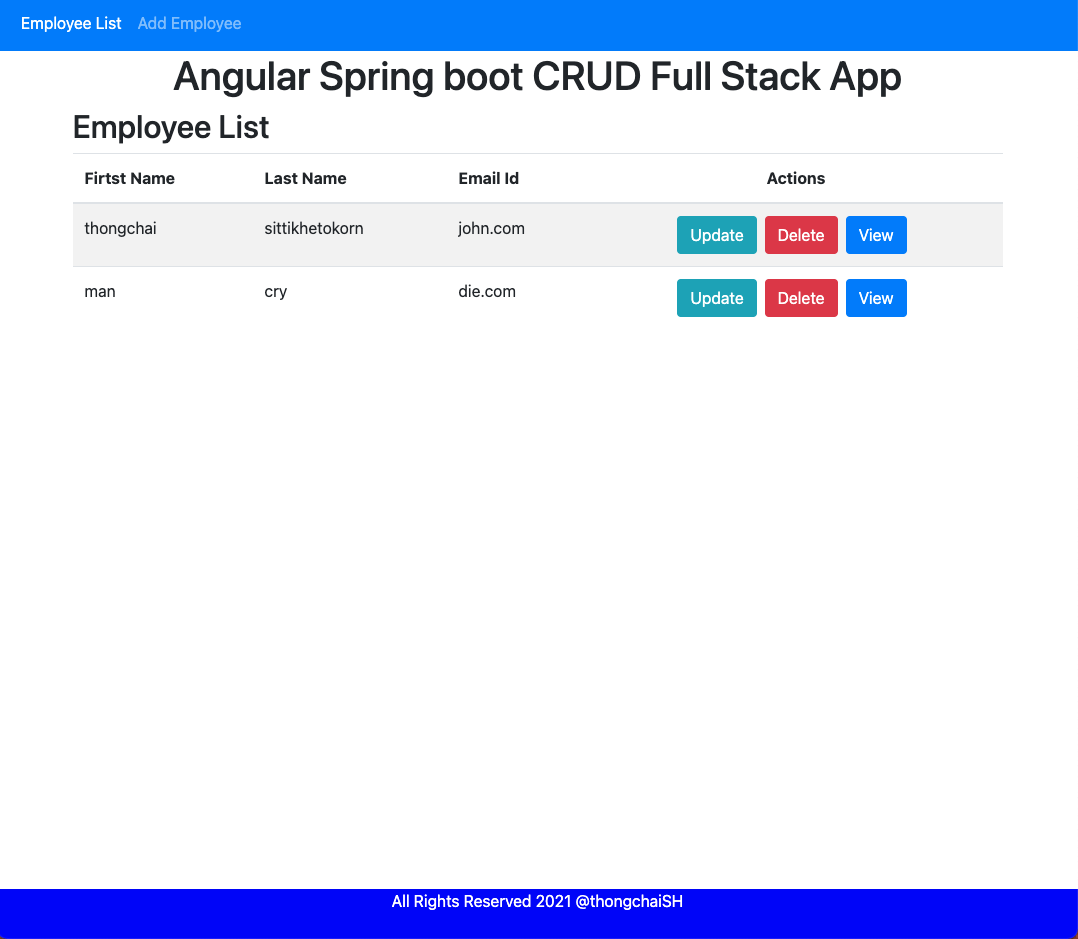 Employee List Add Employee
Angular Spring boot CRUD Full Stack App
Employee List
Firtst Name Last Name Email Id Actions
thongchai sittikhetokorn john.com Update Delete View
man cry die.com Update Delete View
All Rights Reserved 2021 @thongchaiSH